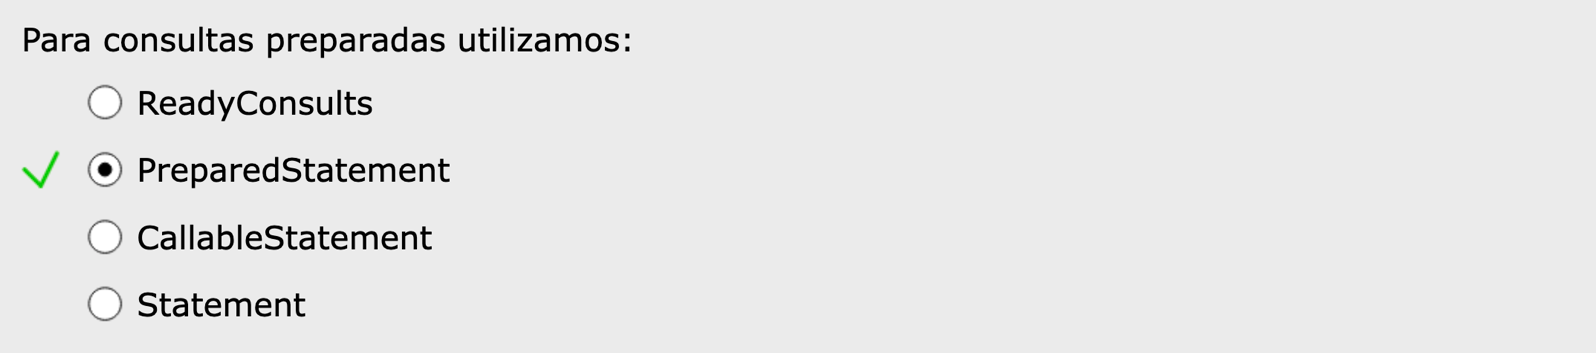 Para consultas preparadas utilizamos:
ReadyConsults
PreparedStatement
CallableStatement
Statement